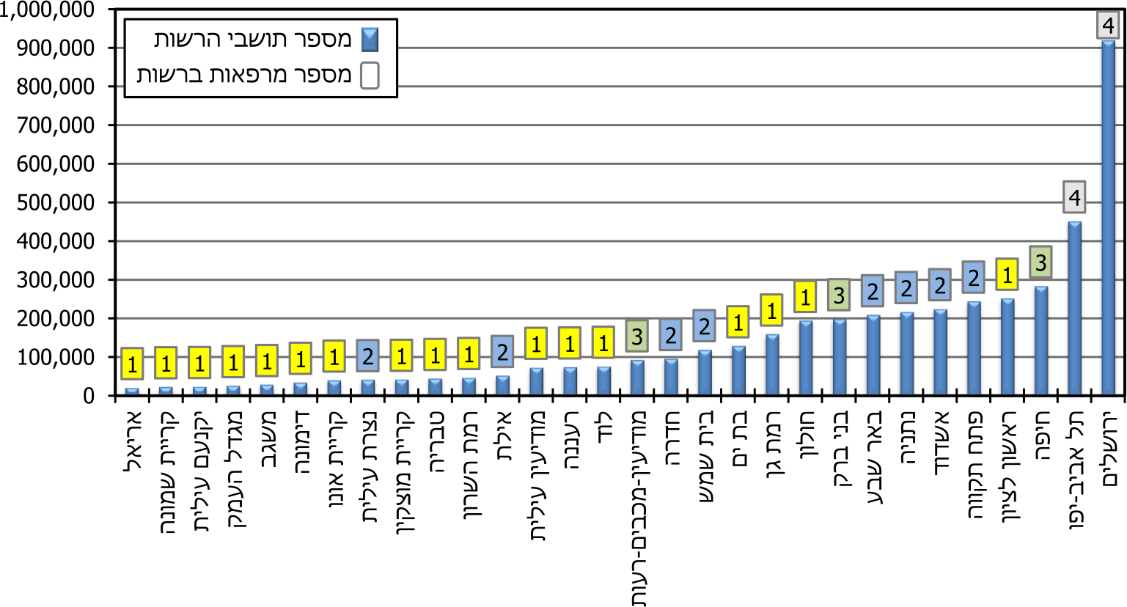 1,000,000
900,000
800,000
700,000
600,000
500,000
400,000
300,000
200,000
100,000
0
מספר תושבי הרשות
מספר מרפאות ברשות
1
1
1
1
1
1
1
2
1
1
1
2
1
1
1
3
2
2
1
1
1
3
2
2
2
2
1
3
4
4
אריאל
קריית שמונה
יקנעם עילית
מגדל העמק
משגב
דימונה
קריית אונו
נצרת עילית
קריית מוצקין
טבריה
רמת השרון
אילת
מודיעין עילית
רעננה
לוד
מודיעין-מכבים-רעות
חדרה
בית שמש
בת ים
רמת גן
חולון
בני ברק
באר שבע
נתניה
אשדוד
פתח תקווה
ראשון לציון
חיפה
תל אביב-יפו
ירושלים